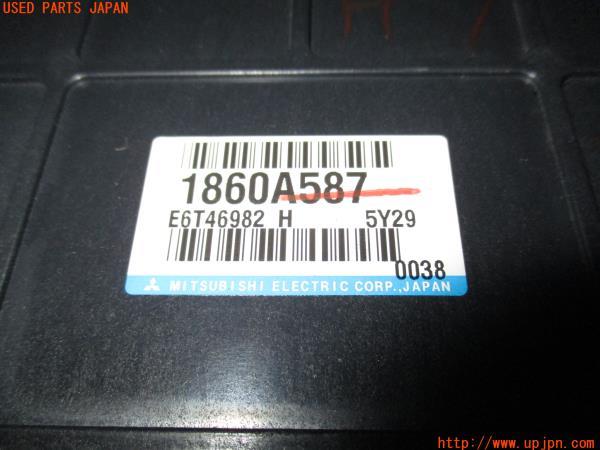 USED PARTS JAPAN
1860A587
E6T46982 H 5Y29
0038
MITSUBISHI ELECTRIC CORP.,JAPAN
http://www.upjpn.com/